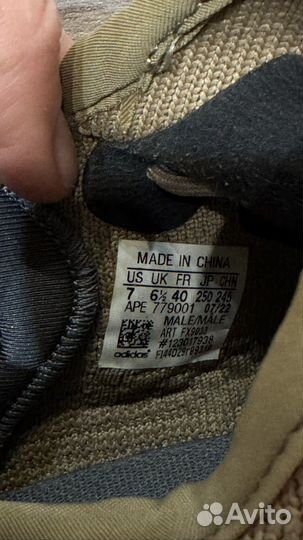 MADE IN CHINA
US UK FR JP CHN
7 6½ 40 250 245
APE 779001 07/22
MALE/MALE
ART FX9033
#123017938
adidas
Avito